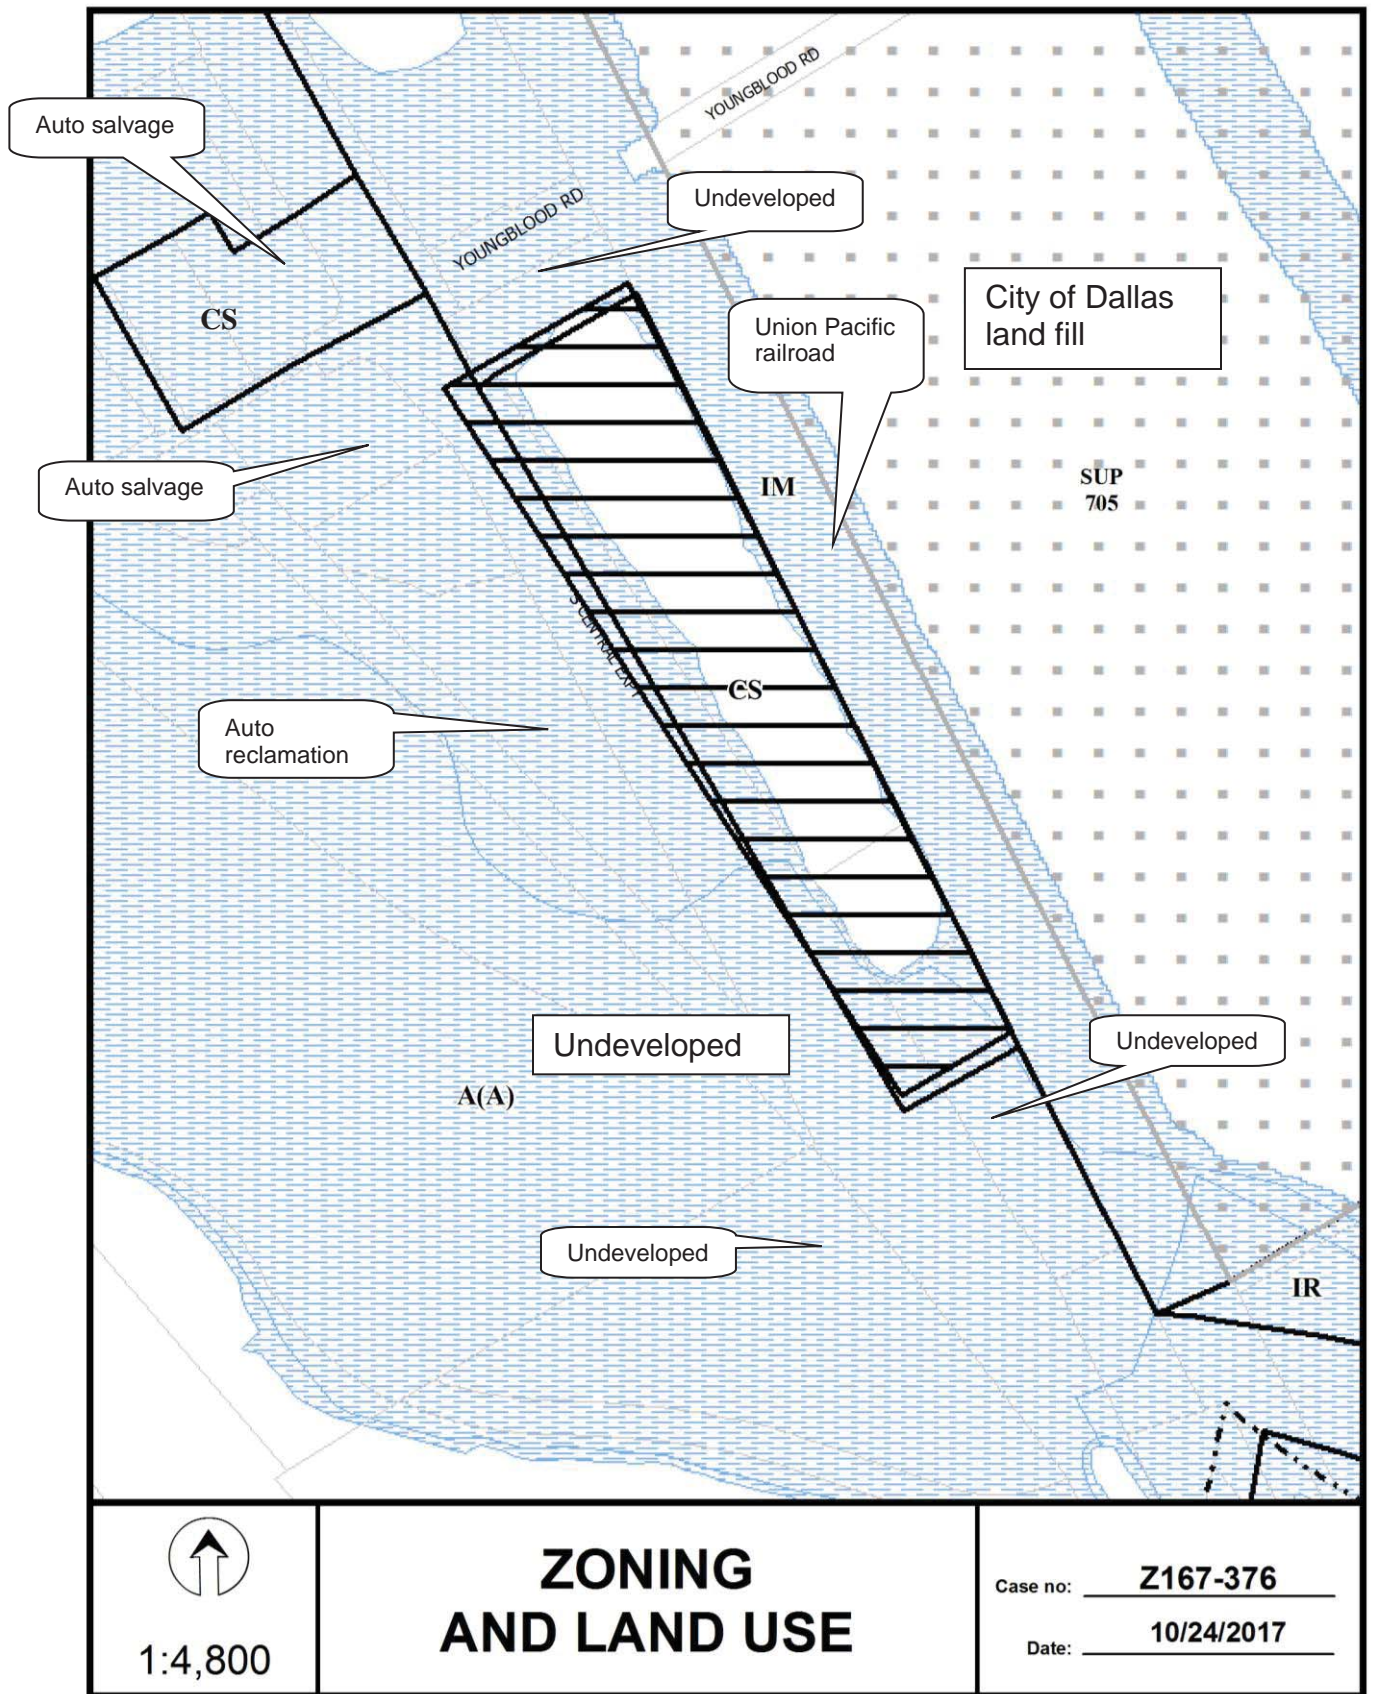 YOUNGBLOOD RD
Auto salvage
Undeveloped
YOUNGBLOOD RD
City of Dallas
land fill
CS
Union Pacific
railroad
IM
SUP
705
Auto salvage
S CENTRAL EXPY
CS
Auto
reclamation
Undeveloped
Undeveloped
A(A)
Undeveloped
IR
1:4,800
ZONING
AND LAND USE
Case no: Z167-376
Date: 10/24/2017